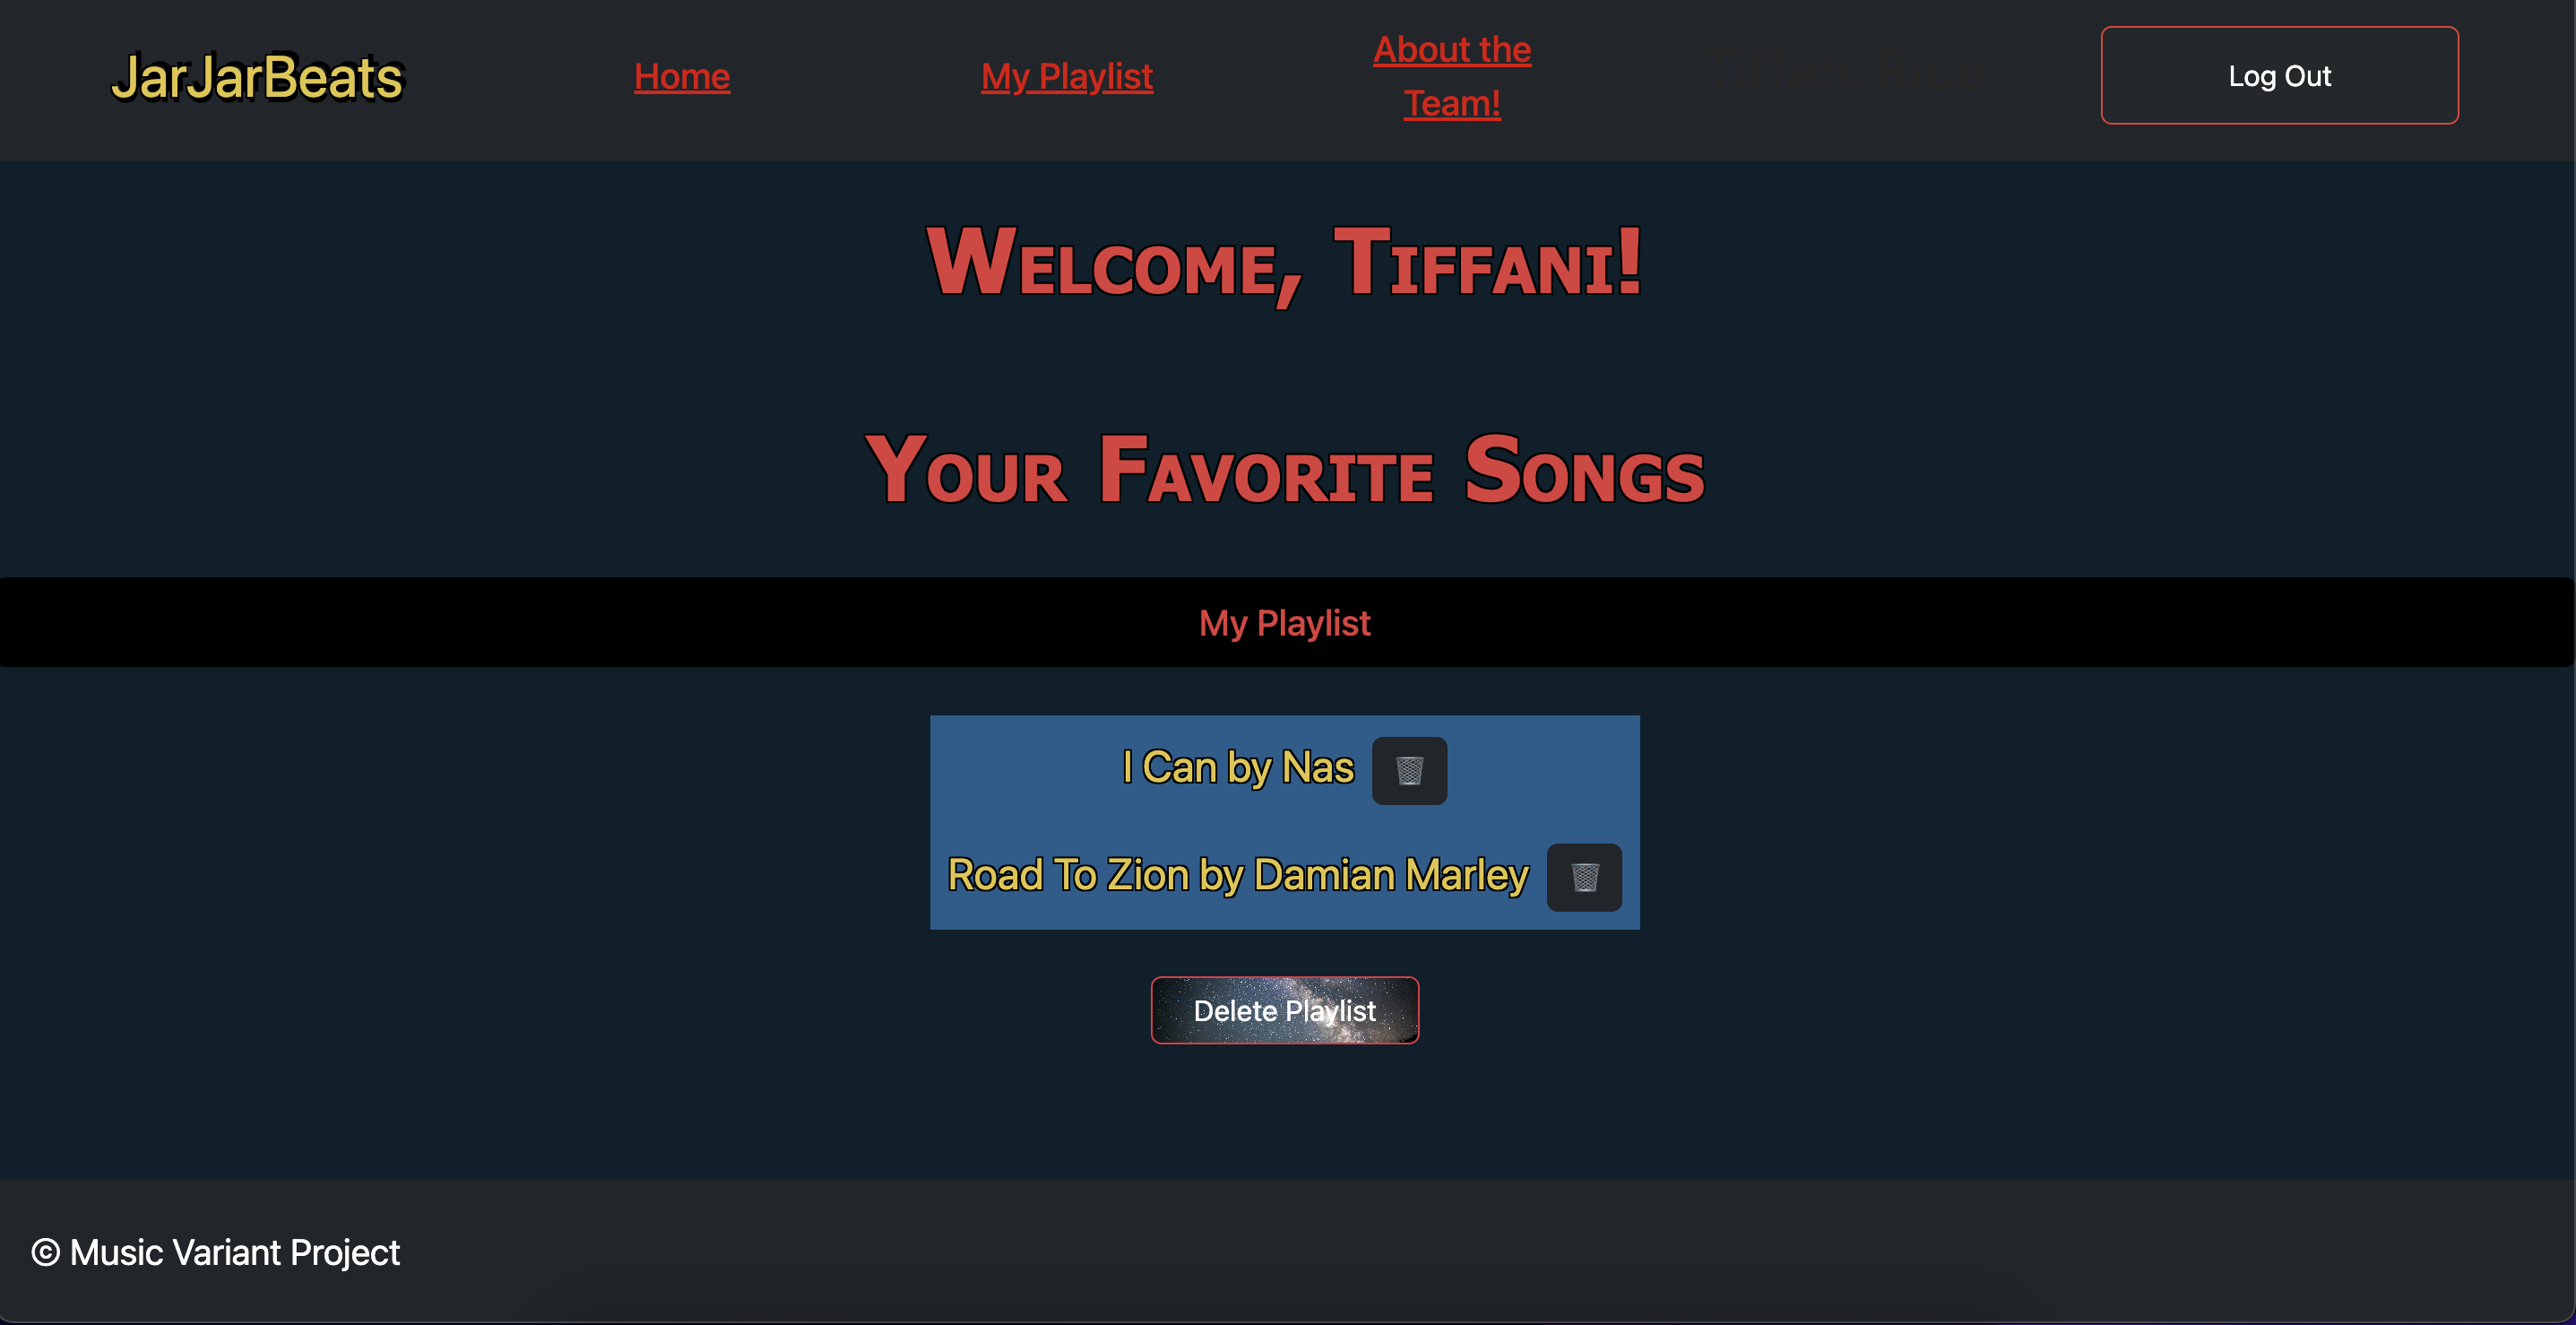 JarJarBeats
Home
My Playlist
About the
Team!
Log Out
Welcome, Tiffani!
Your Favorite Songs
My Playlist
I Can by Nas
Road To Zion by Damian Marley
Delete Playlist
© Music Variant Project